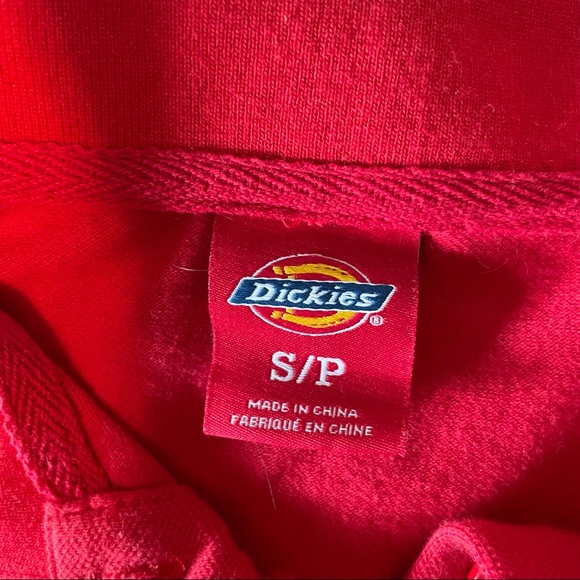 Dickies®
S/P
MADE IN CHINA
FABRIQUÉ EN CHINE